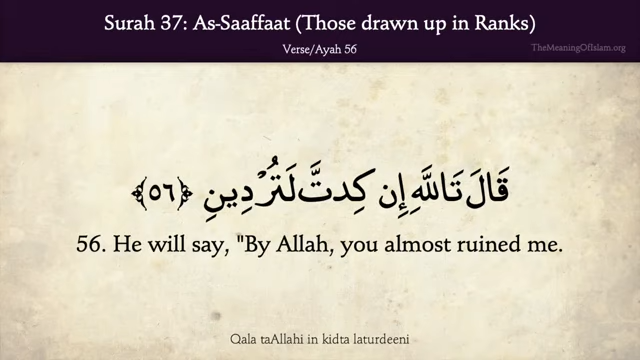 Surah 37: As-Saaffaat (Those drawn up in Ranks)
Verse/Ayah 56
TheMeaningOfIslam.org
قَالَ تَاللَّهِ إِن كِدتَّ لَتُرْدِينِ ﴿٥٦﴾
56. He will say, "By Allah, you almost ruined me.
Qala taAllahi in kidta laturdeeni